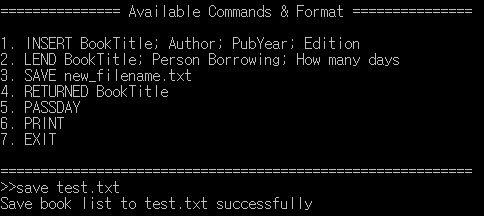 =============== Available Commands & Format ===============
1. INSERT BookTitle; Author; PubYear; Edition
2. LEND BookTitle; Person Borrowing; How many days
3. SAVE new_filename.txt
4. RETURNED BookTitle
5. PASSDAY
6. PRINT
7. EXIT
===========================================================
>>save test.txt
Save book list to test.txt successfully